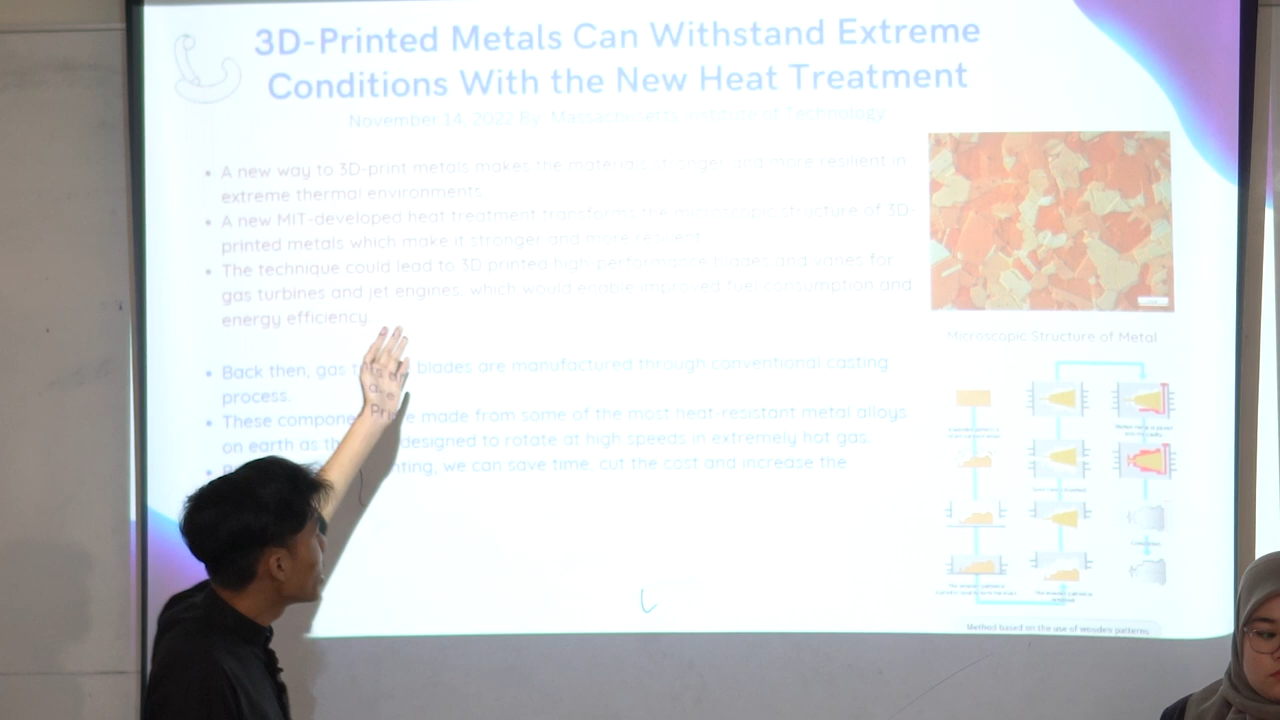 3D-Printed Metals Can Withstand Extreme
Conditions With the New Heat Treatment
November 14, 2022 By: Massachusetts Institute of Technology
• A new way to 3D-print metals makes the materials stronger and more resilient in
extreme thermal environments.
• A new MIT-developed heat treatment transforms the microscopic structure of 3D-
printed metals which make it stronger and more resilient.
• The technique could lead to 3D printed high-performance blades and vanes for
gas turbines and jet engines, which would enable improved fuel consumption and
energy efficiency.
• Back then, gas blades are manufactured through conventional casting
process.
• These made from some of the most heat-resistant metal alloys
on earth as designed to rotate at high speeds in extremely hot gas.
• we can save time, cut the cost and increase the
Microscopic Structure of Metal
Method based on the use of wooden patterns